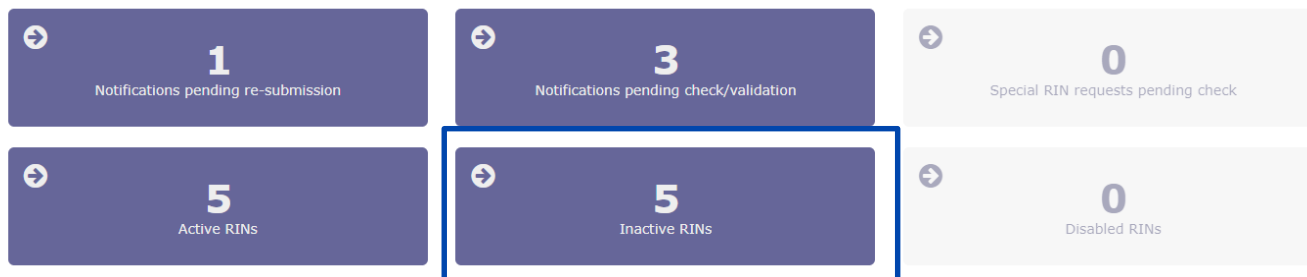 1
Notifications pending re-submission
3
Notifications pending check/validation
0
Special RIN requests pending check
5
Active RINs
5
Inactive RINs
0
Disabled RINs